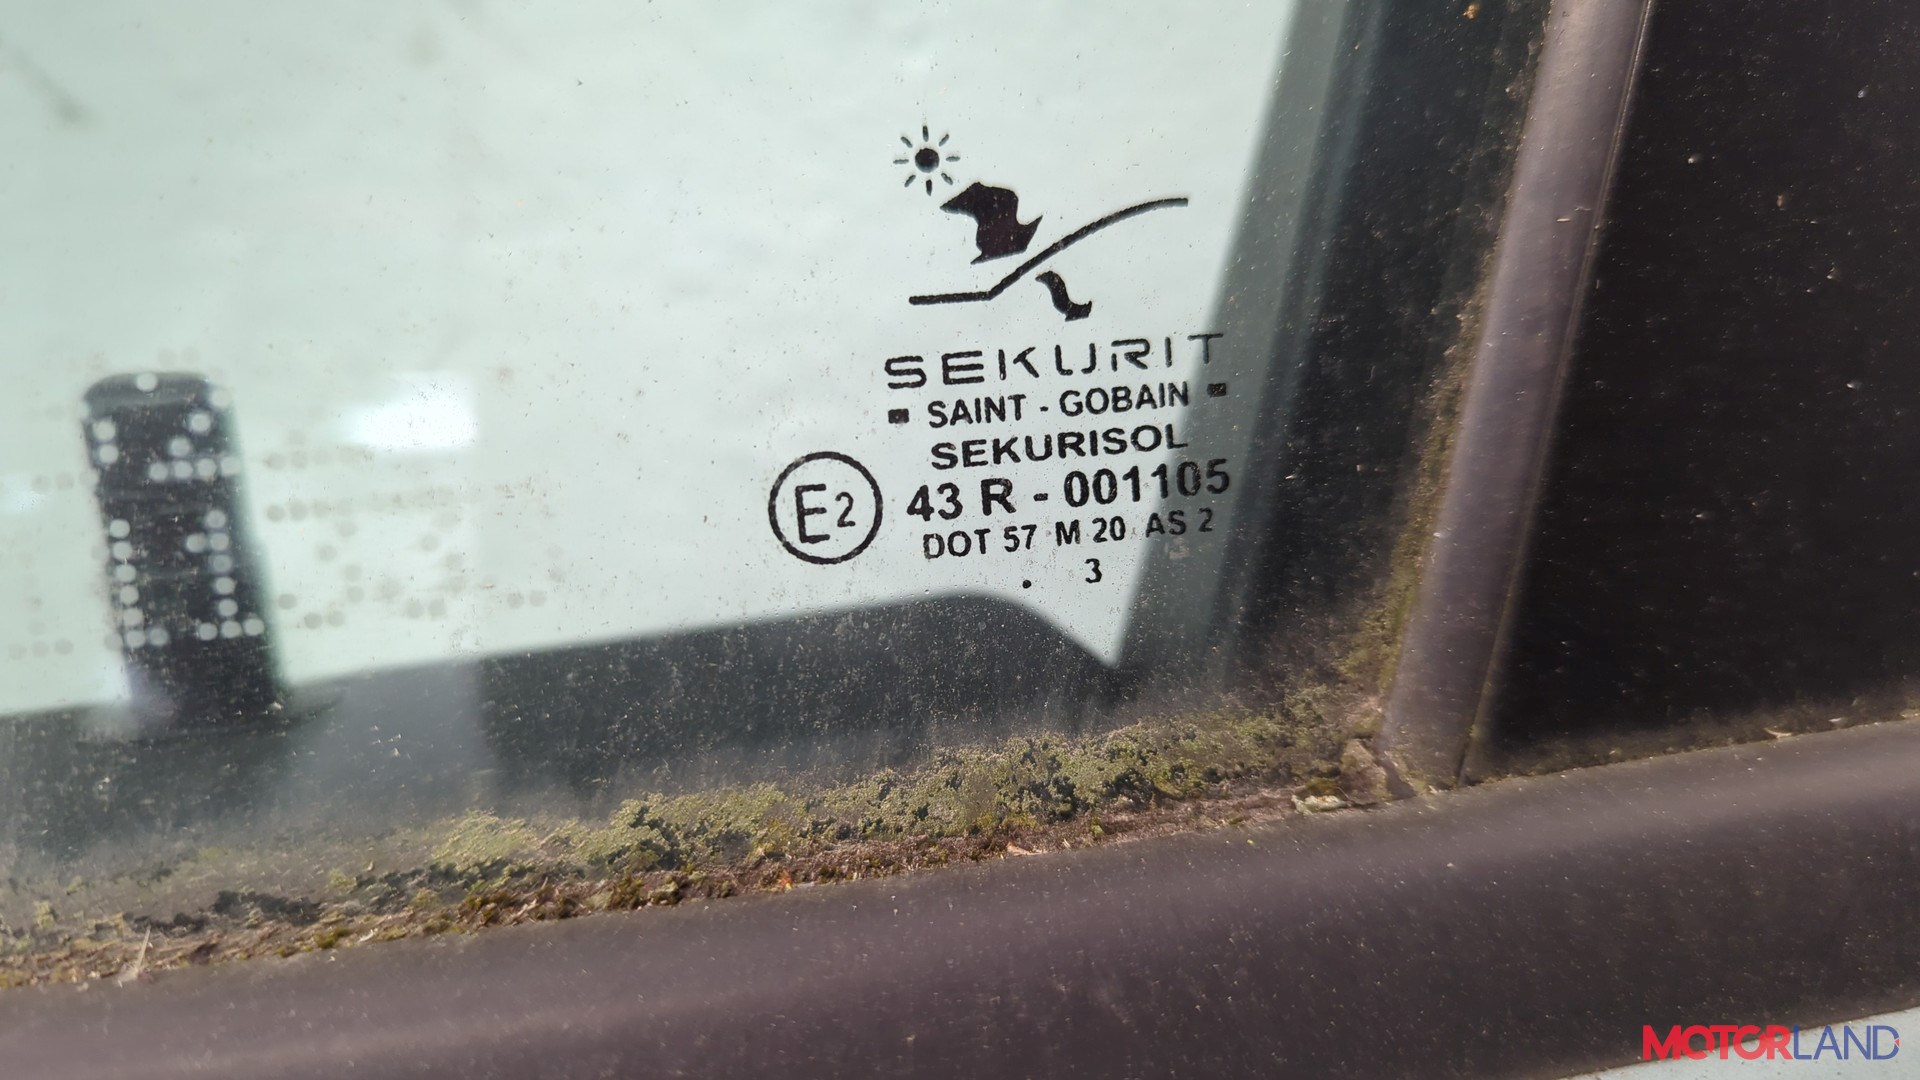 SEKURIT
SAINT - GOBAIN
SEKURISOL
E2 43 R - 001105
DOT 57 M 20 AS 2
. 3
MOTORLAND